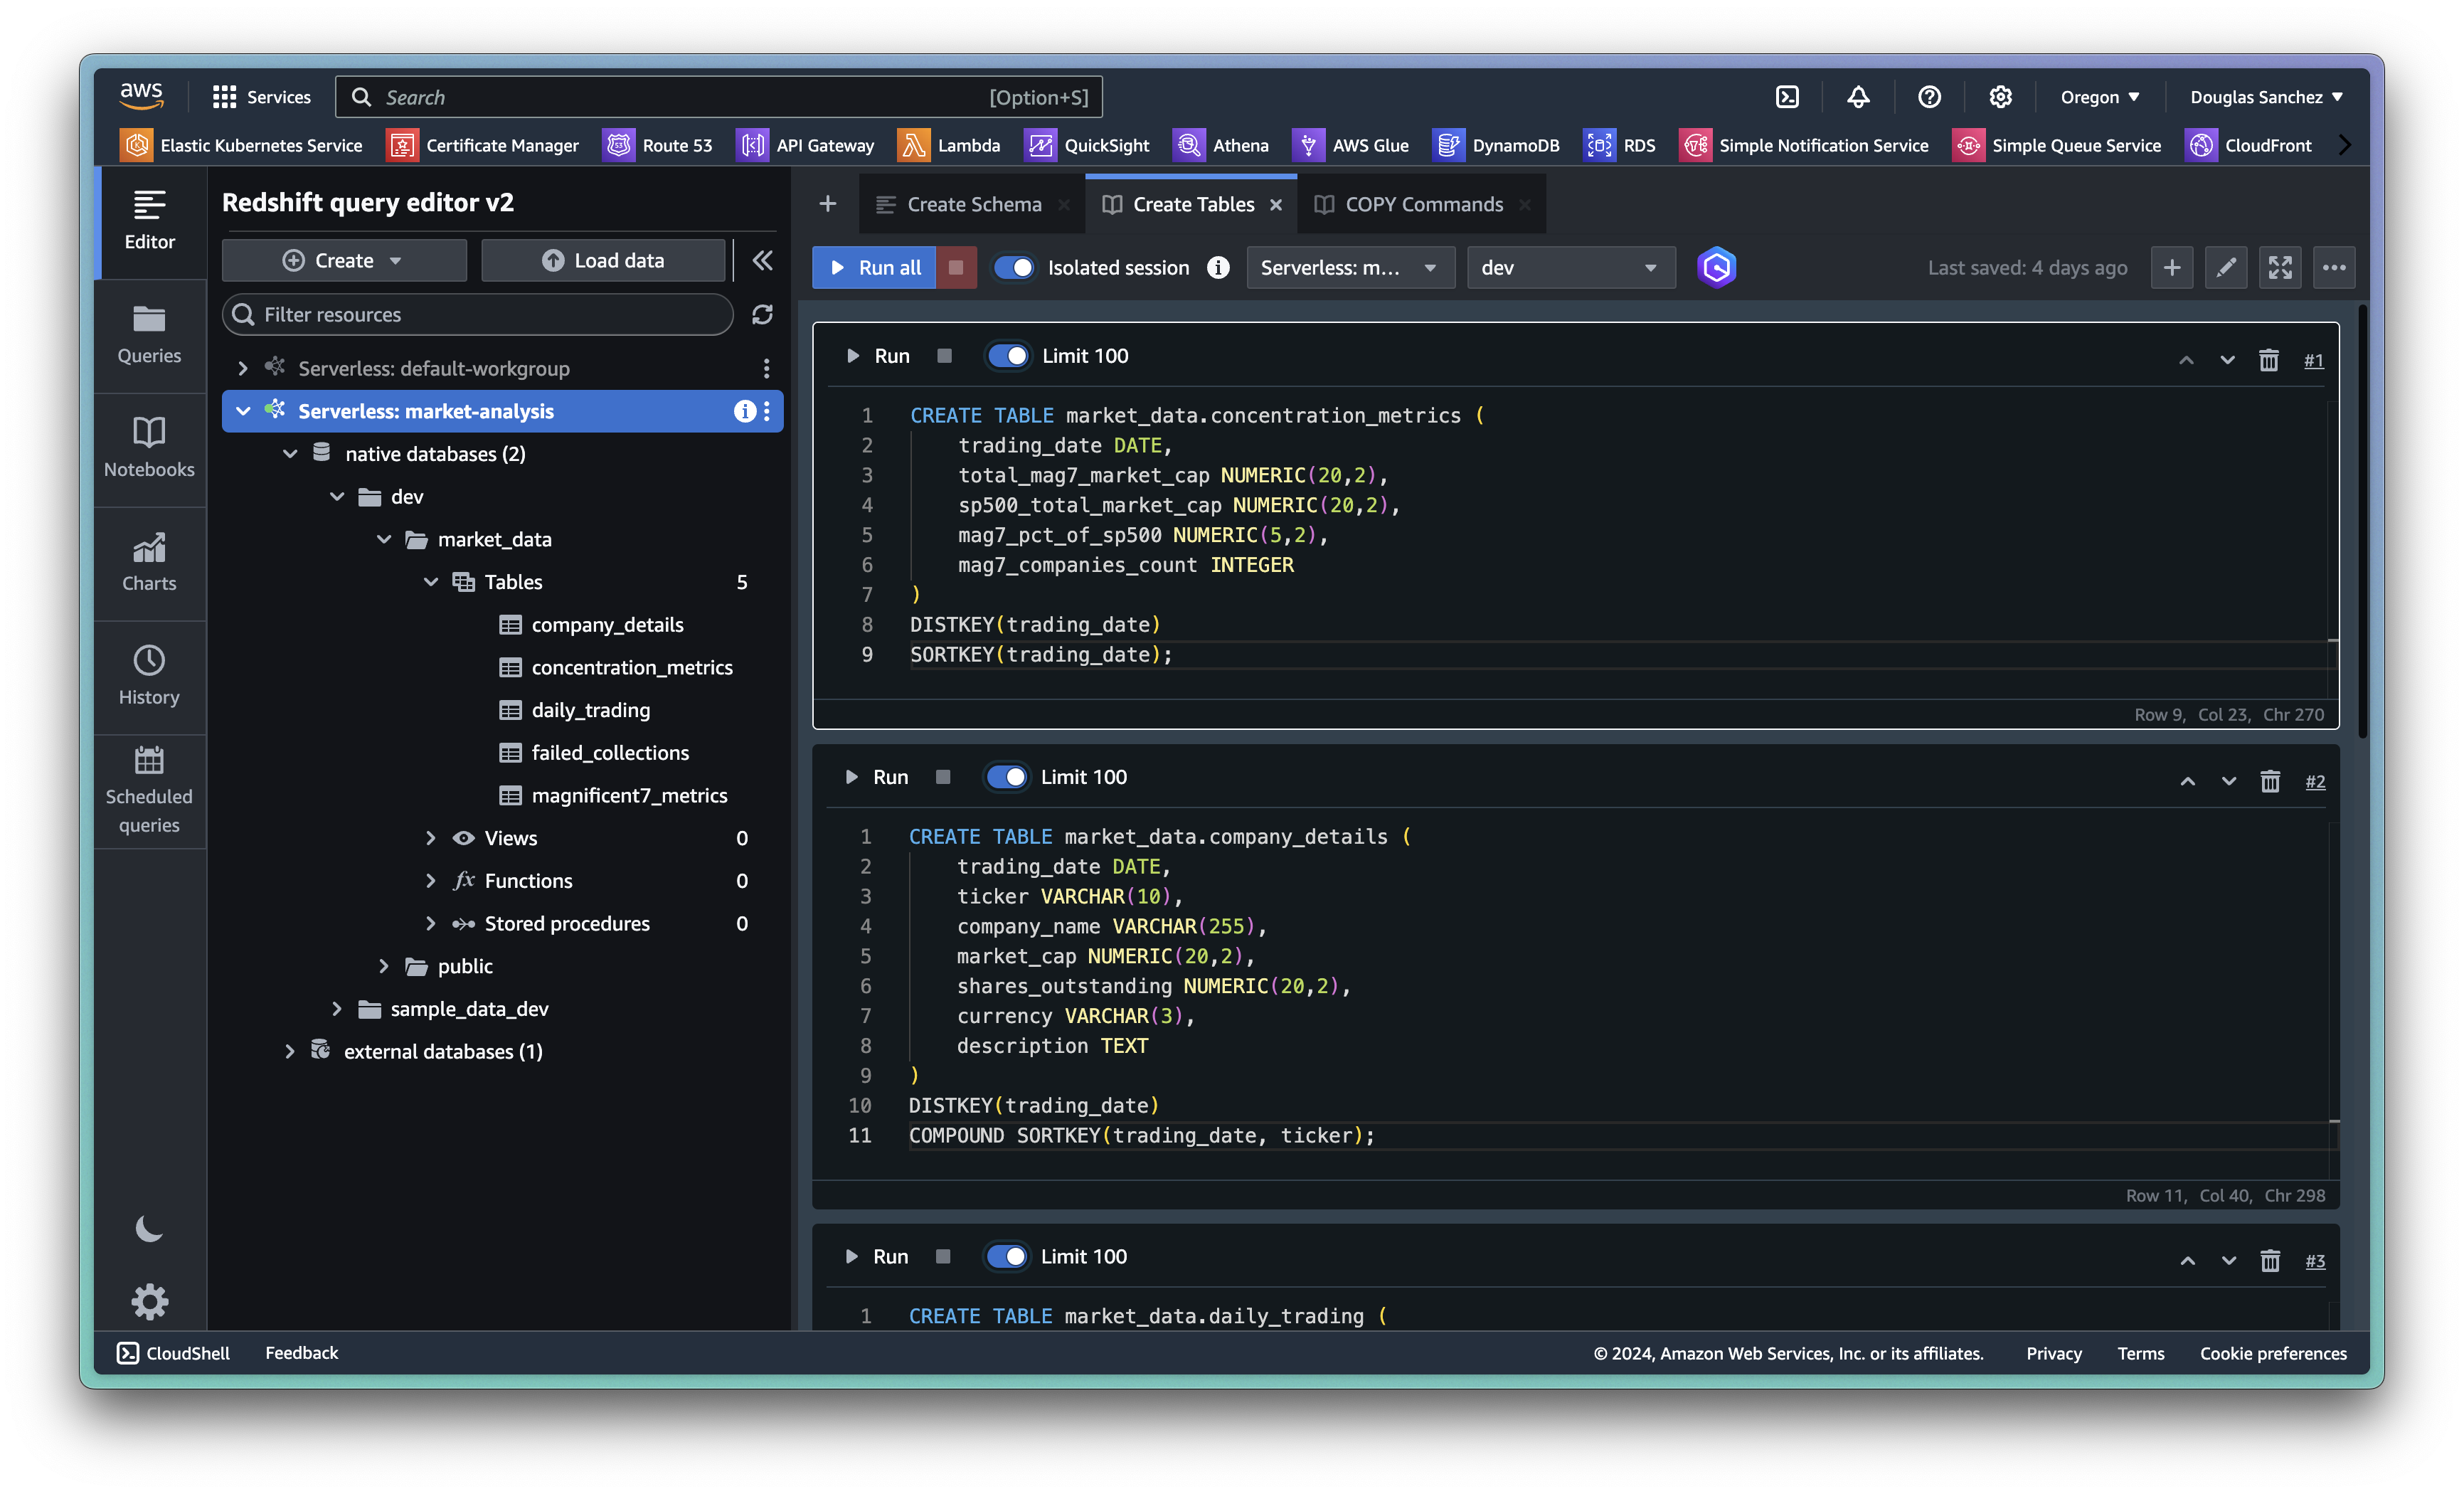 aws Services Search [Option+S] Oregon Douglas Sanchez
Elastic Kubernetes Service Certificate Manager Route 53 API Gateway Lambda QuickSight Athena AWS Glue DynamoDB RDS Simple Notification Service Simple Queue Service CloudFront
Editor
Queries
Notebooks
Charts
History
Scheduled
queries
Redshift query editor v2
Create Load data
Filter resources
Serverless: default-workgroup
Serverless: market-analysis
native databases (2)
dev
market_data
Tables 5
company_details
concentration_metrics
daily_trading
failed_collections
magnificent7_metrics
Views 0
Functions 0
Stored procedures 0
public
sample_data_dev
external databases (1)
Create Schema Create Tables COPY Commands
Run all Isolated session Serverless: m... dev Last saved: 4 days ago
Run Limit 100 #1
1 CREATE TABLE market_data.concentration_metrics (
2 trading_date DATE,
3 total_mag7_market_cap NUMERIC(20,2),
4 sp500_total_market_cap NUMERIC(20,2),
5 mag7_pct_of_sp500 NUMERIC(5,2),
6 mag7_companies_count INTEGER
7 )
8 DISTKEY(trading_date)
9 SORTKEY(trading_date);
Row 9, Col 23, Chr 270
Run Limit 100 #2
1 CREATE TABLE market_data.company_details (
2 trading_date DATE,
3 ticker VARCHAR(10),
4 company_name VARCHAR(255),
5 market_cap NUMERIC(20,2),
6 shares_outstanding NUMERIC(20,2),
7 currency VARCHAR(3),
8 description TEXT
9 )
10 DISTKEY(trading_date)
11 COMPOUND SORTKEY(trading_date, ticker);
Row 11, Col 40, Chr 298
Run Limit 100 #3
1 CREATE TABLE market_data.daily_trading (
CloudShell Feedback © 2024, Amazon Web Services, Inc. or its affiliates. Privacy Terms Cookie preferences